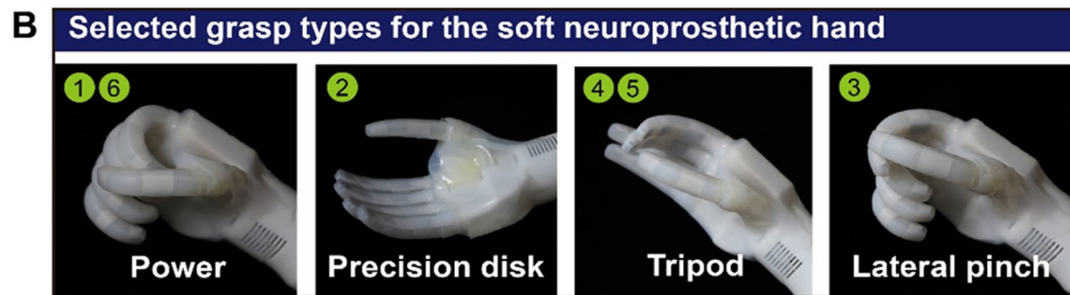 B
Selected grasp types for the soft neuroprosthetic hand
1 6
2
4 5
3
Power
Precision disk
Tripod
Lateral pinch